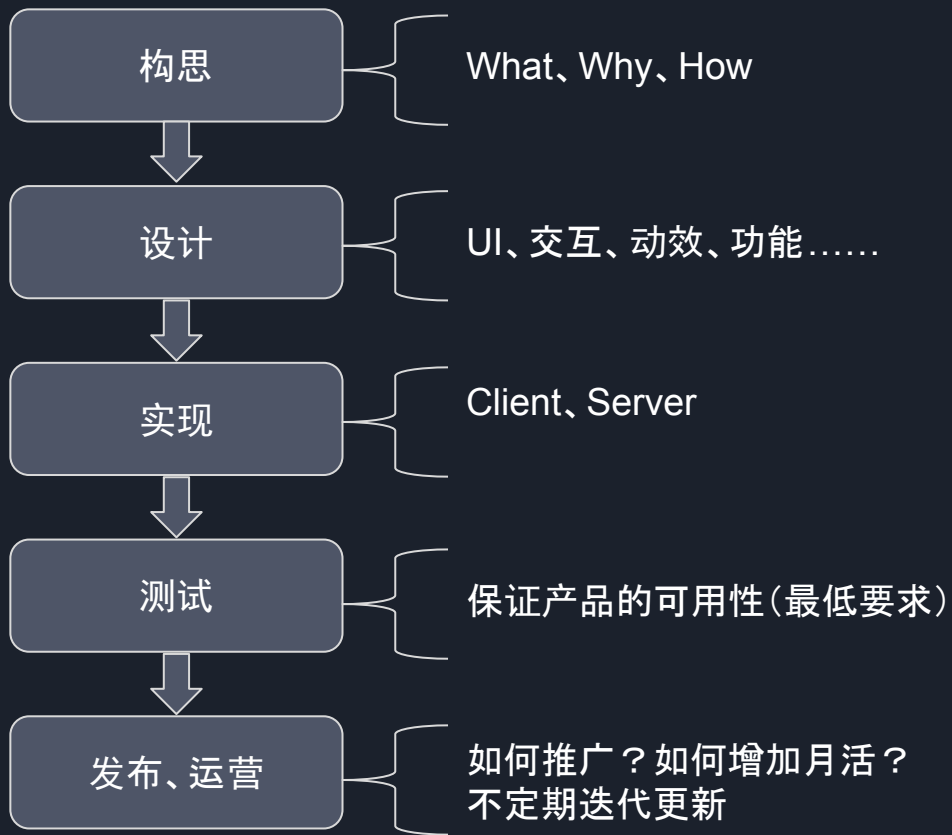 构思
What、Why、How
设计
UI、交互、动效、功能……
实现
Client、Server
测试
保证产品的可用性(最低要求)
发布、运营
如何推广?如何增加月活?
不定期迭代更新